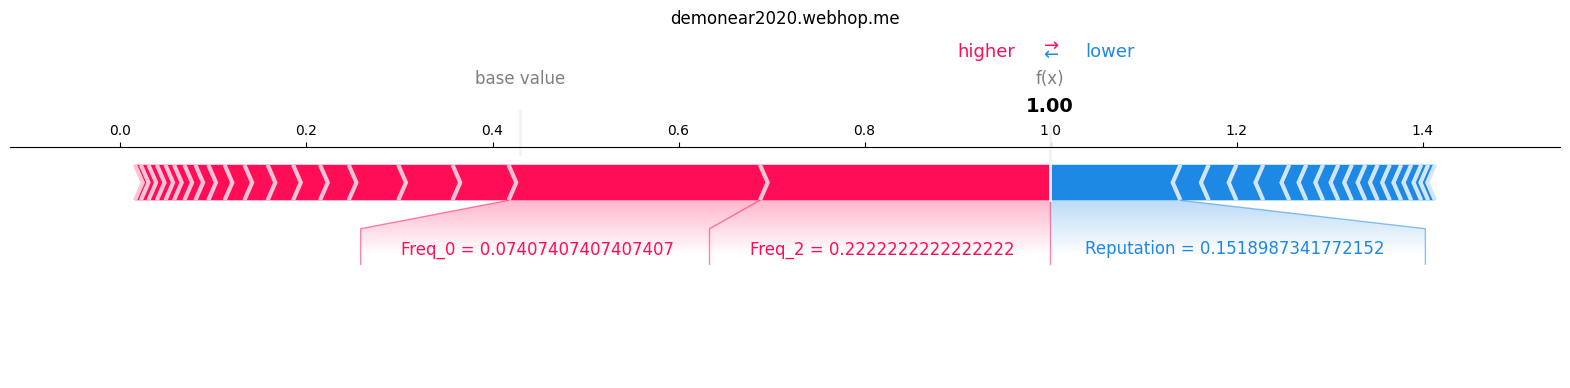 demonear2020.webhop.me
higher ⇄ lower
base value f(x)
1.00
0.0 0.2 0.4 0.6 0.8 1.0 1.2 1.4
Freq_0 = 0.07407407407407407 Freq_2 = 0.2222222222222222 Reputation = 0.1518987341772152